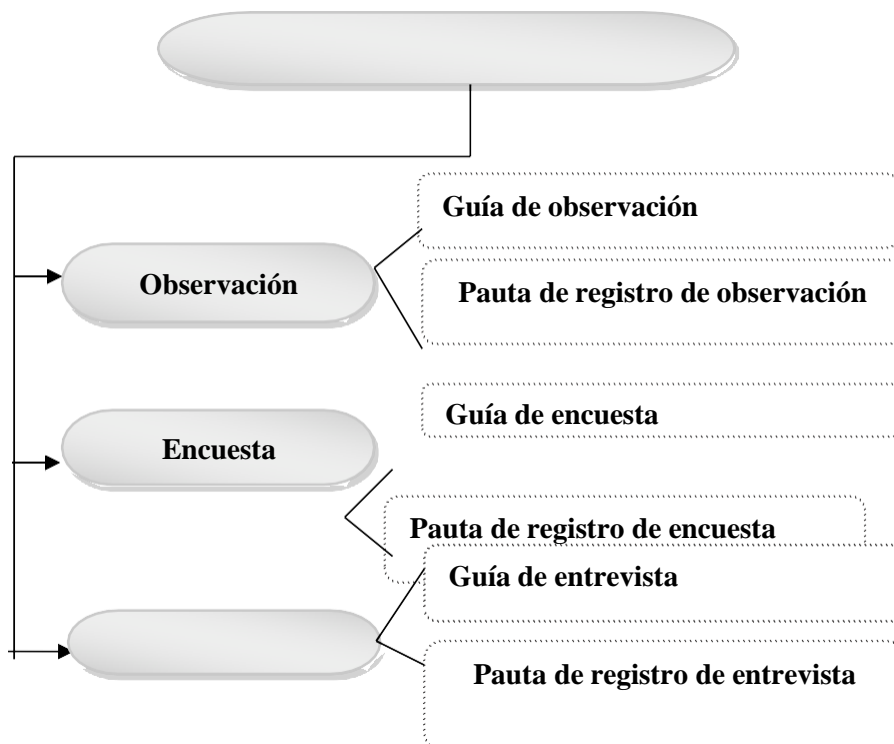 Guía de observación
Observación
Pauta de registro de observación
Guía de encuesta
Encuesta
Pauta de registro de encuesta
Guía de entrevista
Pauta de registro de entrevista